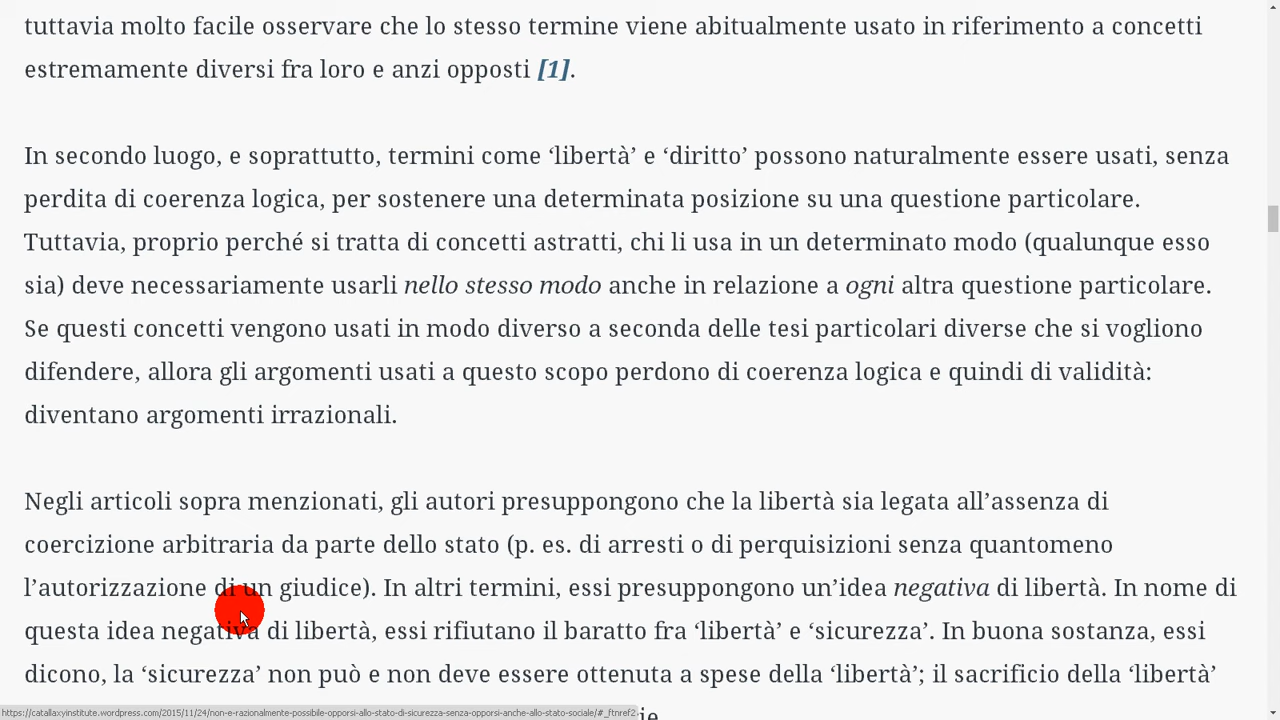 tuttavia molto facile osservare che lo stesso termine viene abitualmente usato in riferimento a concetti
estremamente diversi fra loro e anzi opposti [1].
In secondo luogo, e soprattutto, termini come ‘libertà’ e ‘diritto’ possono naturalmente essere usati, senza
perdita di coerenza logica, per sostenere una determinata posizione su una questione particolare.
Tuttavia, proprio perché si tratta di concetti astratti, chi li usa in un determinato modo (qualunque esso
sia) deve necessariamente usarli nello stesso modo anche in relazione a ogni altra questione particolare.
Se questi concetti vengono usati in modo diverso a seconda delle tesi particolari diverse che si vogliono
difendere, allora gli argomenti usati a questo scopo perdono di coerenza logica e quindi di validità:
diventano argomenti irrazionali.
Negli articoli sopra menzionati, gli autori presuppongono che la libertà sia legata all’assenza di
coercizione arbitraria da parte dello stato (p. es. di arresti o di perquisizioni senza quantomeno
l’autorizzazione di un giudice). In altri termini, essi presuppongono un’idea negativa di libertà. In nome di
questa idea negativa di libertà, essi rifiutano il baratto fra ‘libertà’ e ‘sicurezza’. In buona sostanza, essi
dicono, la ‘sicurezza’ non può e non deve essere ottenuta a spese della ‘libertà’; il sacrificio della ‘libertà’
https://catallaxyinstitute.wordpress.com/2015/11/24/non-e-razionalmente-possibile-opporsi-allo-stato-di-sicurezza-senza-opporsi-anche-allo-stato-sociale/#_ftnref2